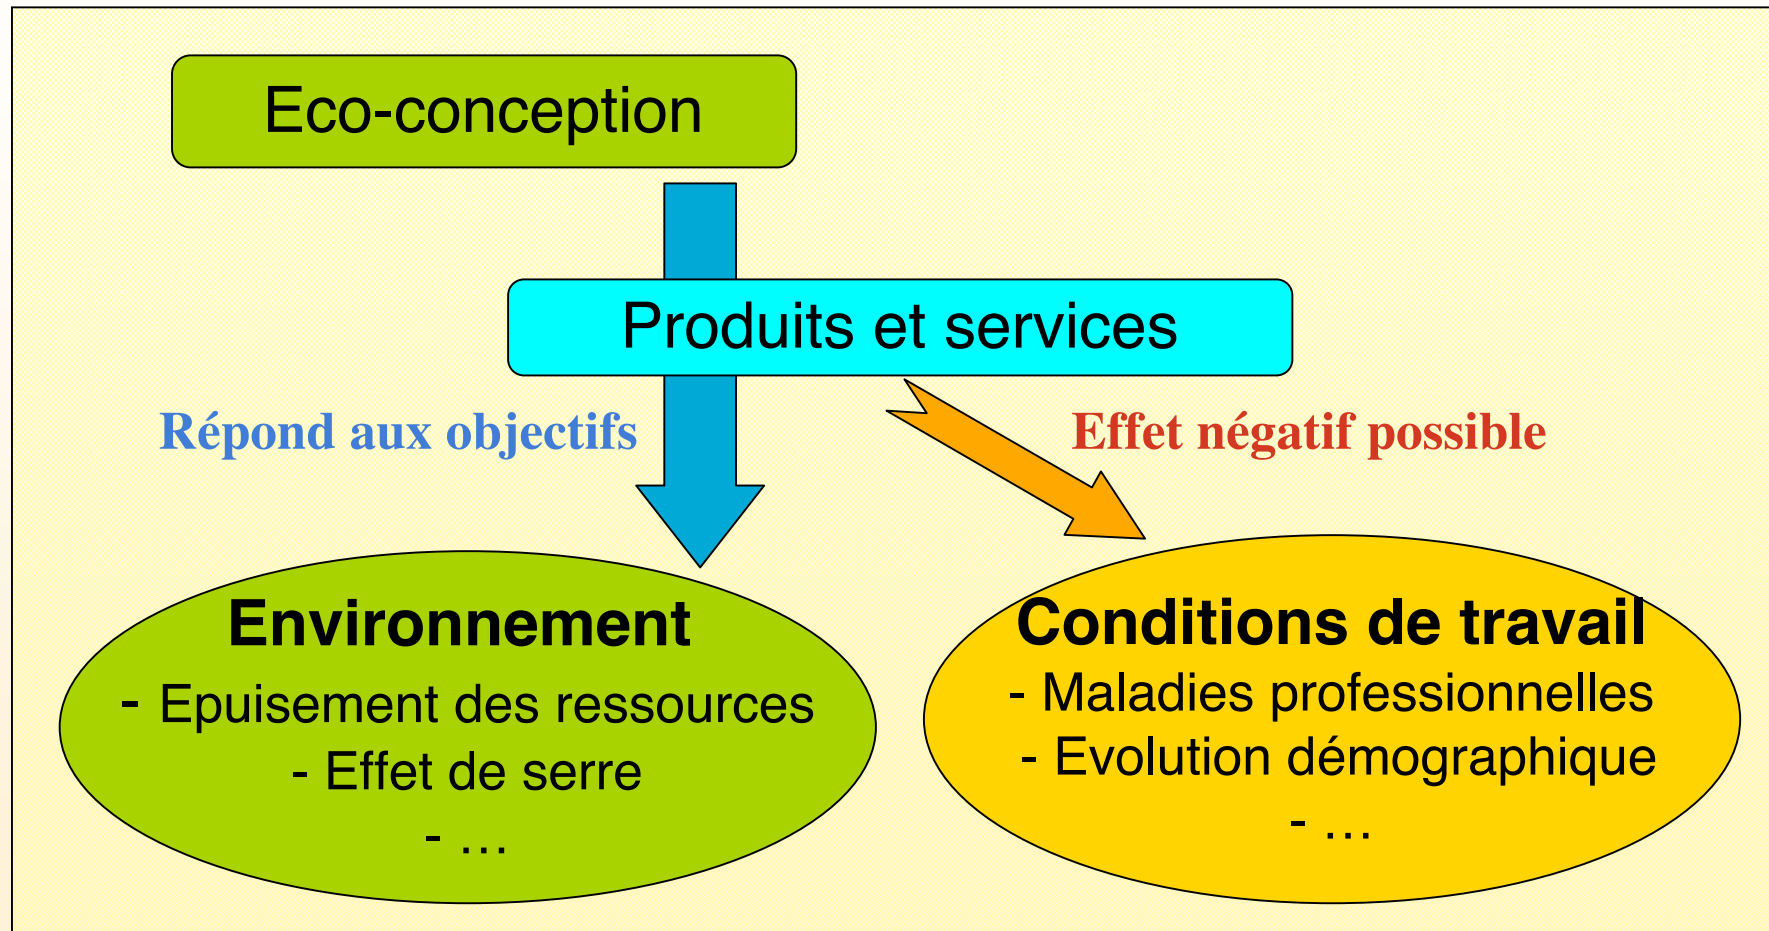 Eco-conception
Produits et services
Répond aux objectifs
Effet négatif possible
Environnement
- Epuisement des ressources
- Effet de serre
- …
Conditions de travail
- Maladies professionnelles
- Evolution démographique
- …